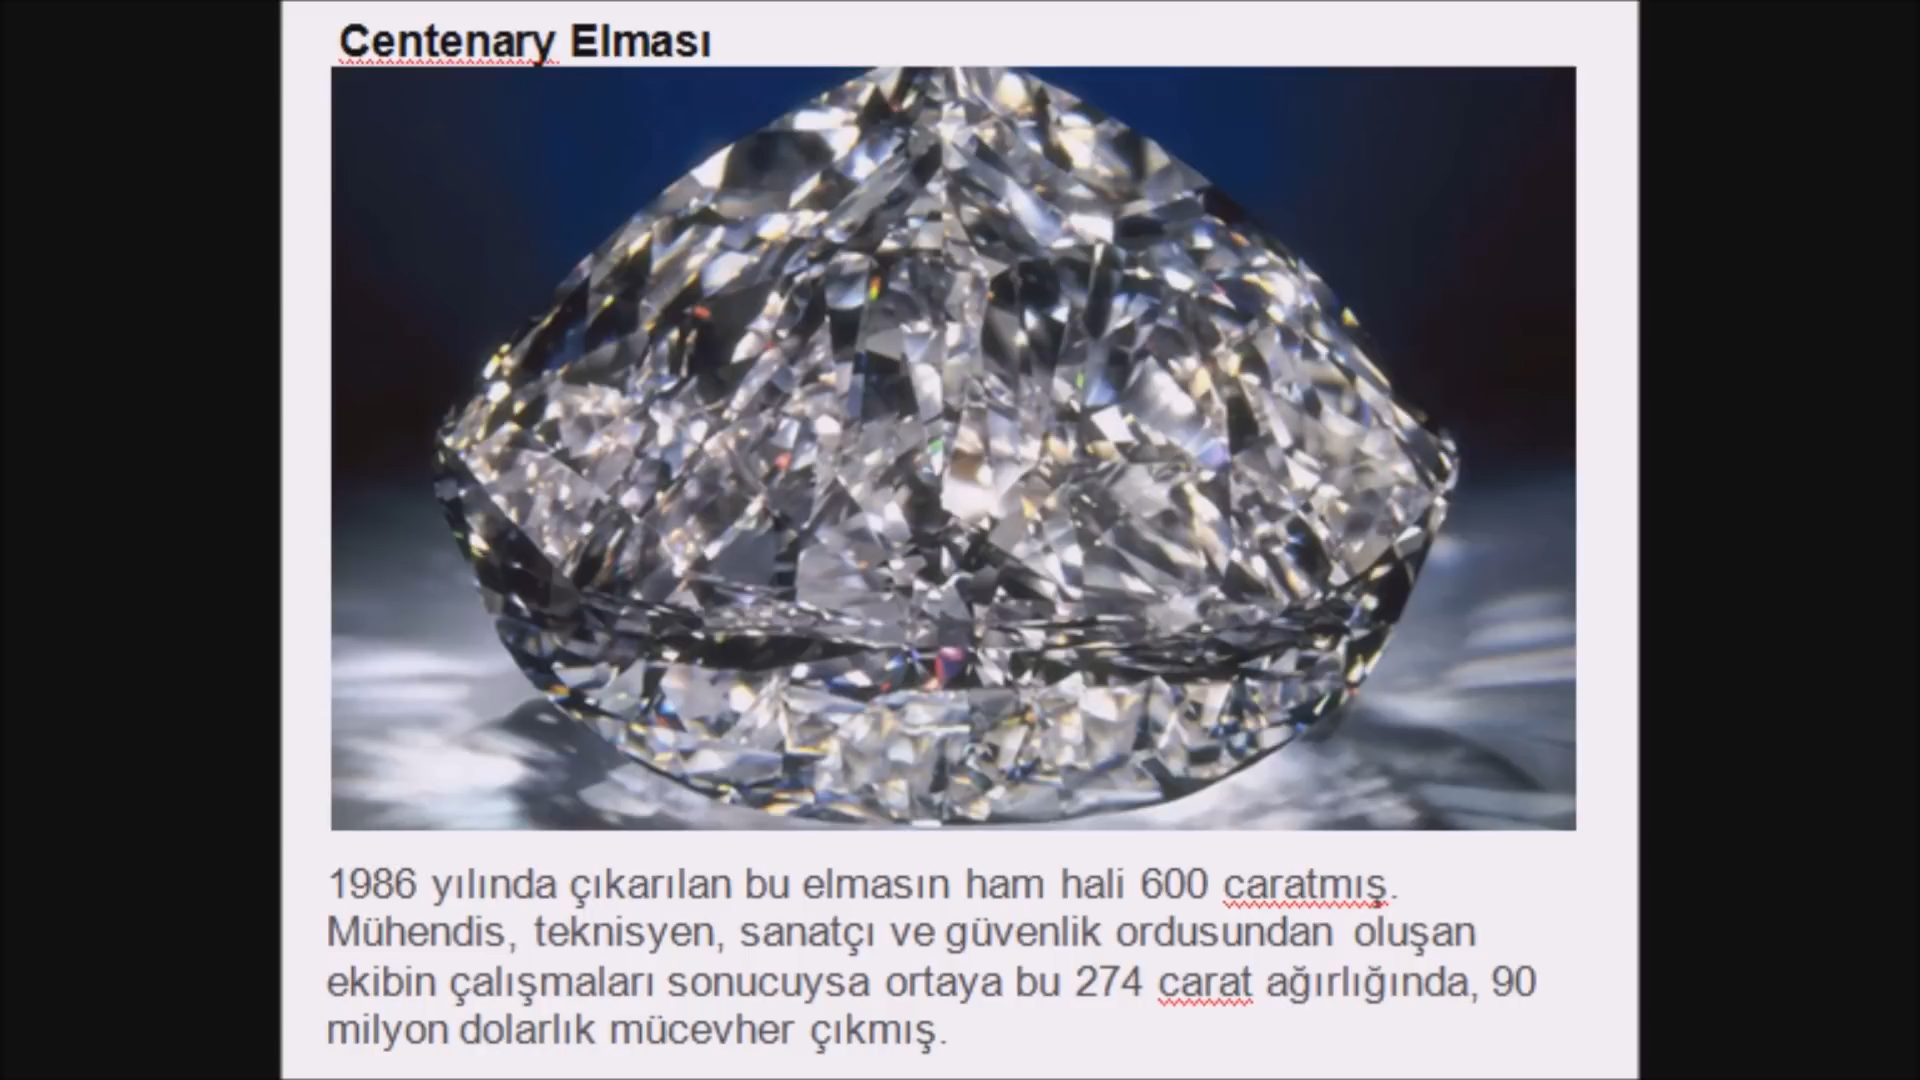 Centenary Elması
1986 yılında çıkarılan bu elmasın ham hali 600 caratmış.
Mühendis, teknisyen, sanatçı ve güvenlik ordusundan oluşan
ekibin çalışmaları sonucuysa ortaya bu 274 carat ağırlığında, 90
milyon dolarlık mücevher çıkmış.